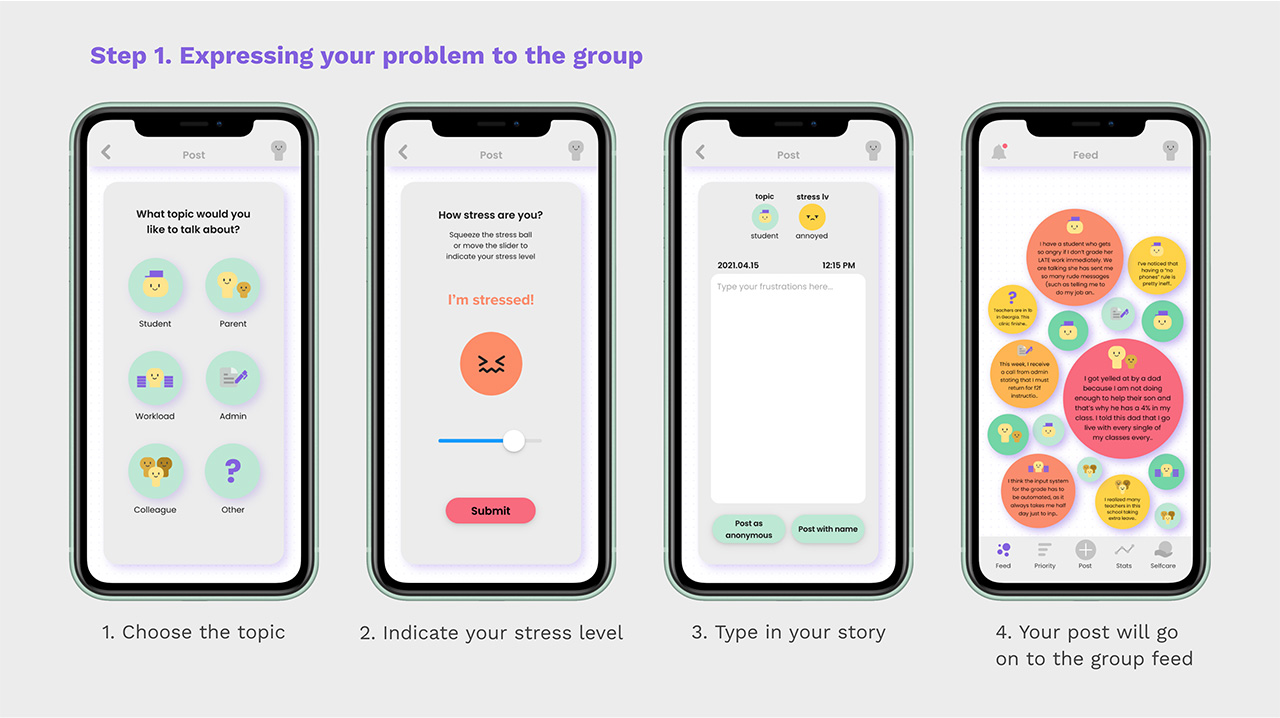 Step 1. Expressing your problem to the group
Post
What topic would you
like to talk about?
Student
Parent
Workload
Admin
Colleague
?
Other
1. Choose the topic
Post
How stress are you?
Squeeze the stress ball
or move the slider to
indicate your stress level
I'm stressed!
Submit
2. Indicate your stress level
Post
topic
stress lv
student
annoyed
2021.04.15
12:15 PM
Type your frustrations here...
Post as
anonymous
Post with name
3. Type in your story
Feed
I have a student who gets
so angry if I don't grade her
LATE work immediately. We
are talking she has sent me
so many rude messages
(such as telling me to
do my job an..
I've noticed that
having a "no
phones" rule is
pretty ineff..
?
Teachers are in 1b
in Georgia. This
clinic finishe..
This week, I receive
a call from admin
stating that I must
return for f2f
instructio..
I got yelled at by a dad
because I am not doing
enough to help their son and
that's why he has a 4% in my
class. I told this dad that I go
live with every single of
my classes every..
I think the input system
for the grade has to
be automated, as it
always takes me half
day just to inp..
I realized many
teachers in this
school taking
extra leave..
Feed
Priority
Post
Stats
Selfcare
4. Your post will go
on to the group feed